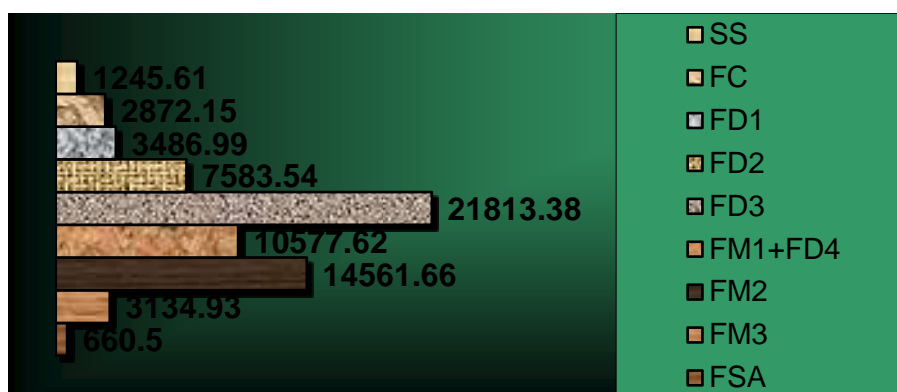 1245.61
2872.15
3486.99
7583.54
21813.38
10577.62
14561.66
3134.93
660.5
SS
FC
FD1
FD2
FD3
FM1+FD4
FM2
FM3
FSA